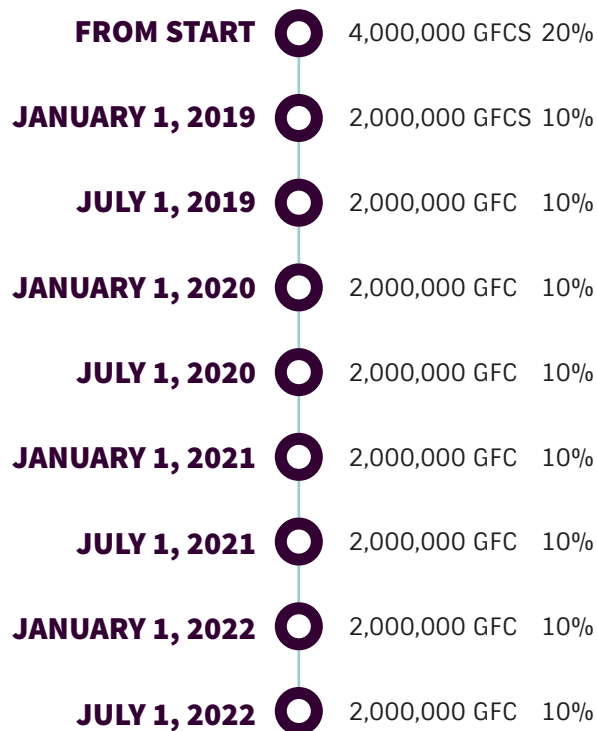 FROM START 4,000,000 GFCS 20%
JANUARY 1, 2019 2,000,000 GFCS 10%
JULY 1, 2019 2,000,000 GFC 10%
JANUARY 1, 2020 2,000,000 GFC 10%
JULY 1, 2020 2,000,000 GFC 10%
JANUARY 1, 2021 2,000,000 GFC 10%
JULY 1, 2021 2,000,000 GFC 10%
JANUARY 1, 2022 2,000,000 GFC 10%
JULY 1, 2022 2,000,000 GFC 10%